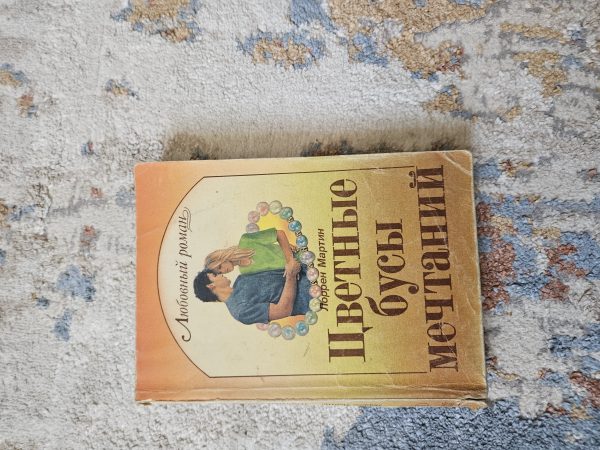 Любовный роман
Лоррен Мартин
Цветные
бусы
мечтаний